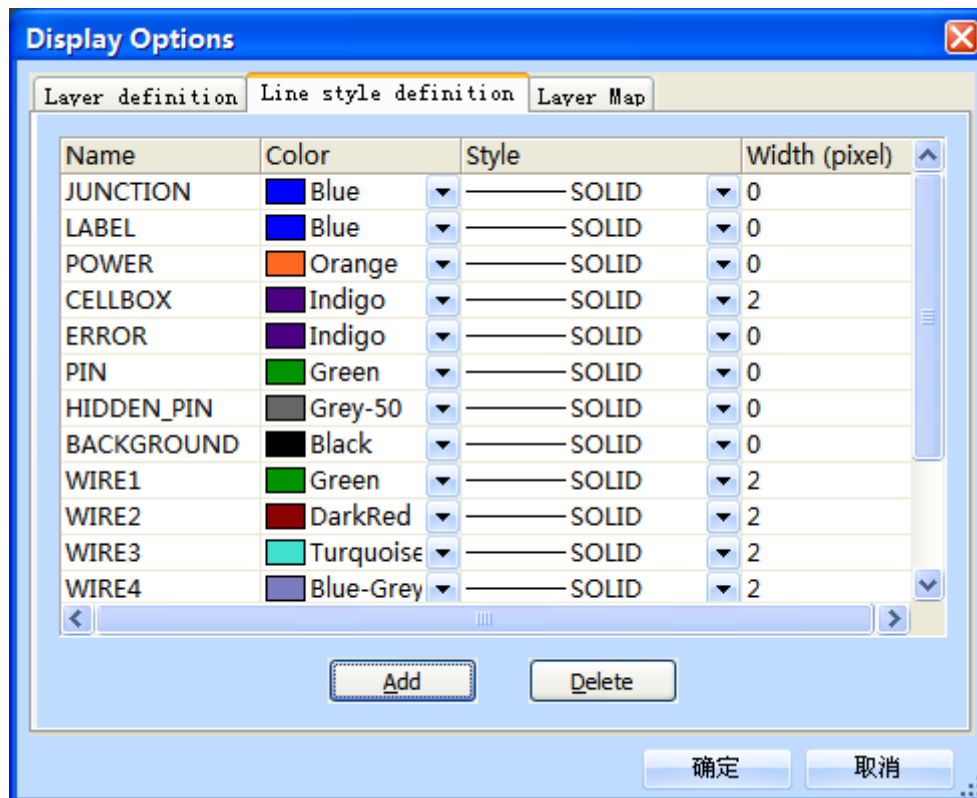 Display Options
Layer definition Line style definition Layer Map
Name Color Style Width (pixel)
JUNCTION Blue SOLID 0
LABEL Blue SOLID 0
POWER Orange SOLID 0
CELLBOX Indigo SOLID 2
ERROR Indigo SOLID 0
PIN Green SOLID 0
HIDDEN_PIN Grey-50 SOLID 0
BACKGROUND Black SOLID 0
WIRE1 Green SOLID 2
WIRE2 DarkRed SOLID 2
WIRE3 Turquoise SOLID 2
WIRE4 Blue-Grey SOLID 2
Add Delete
确定 取消